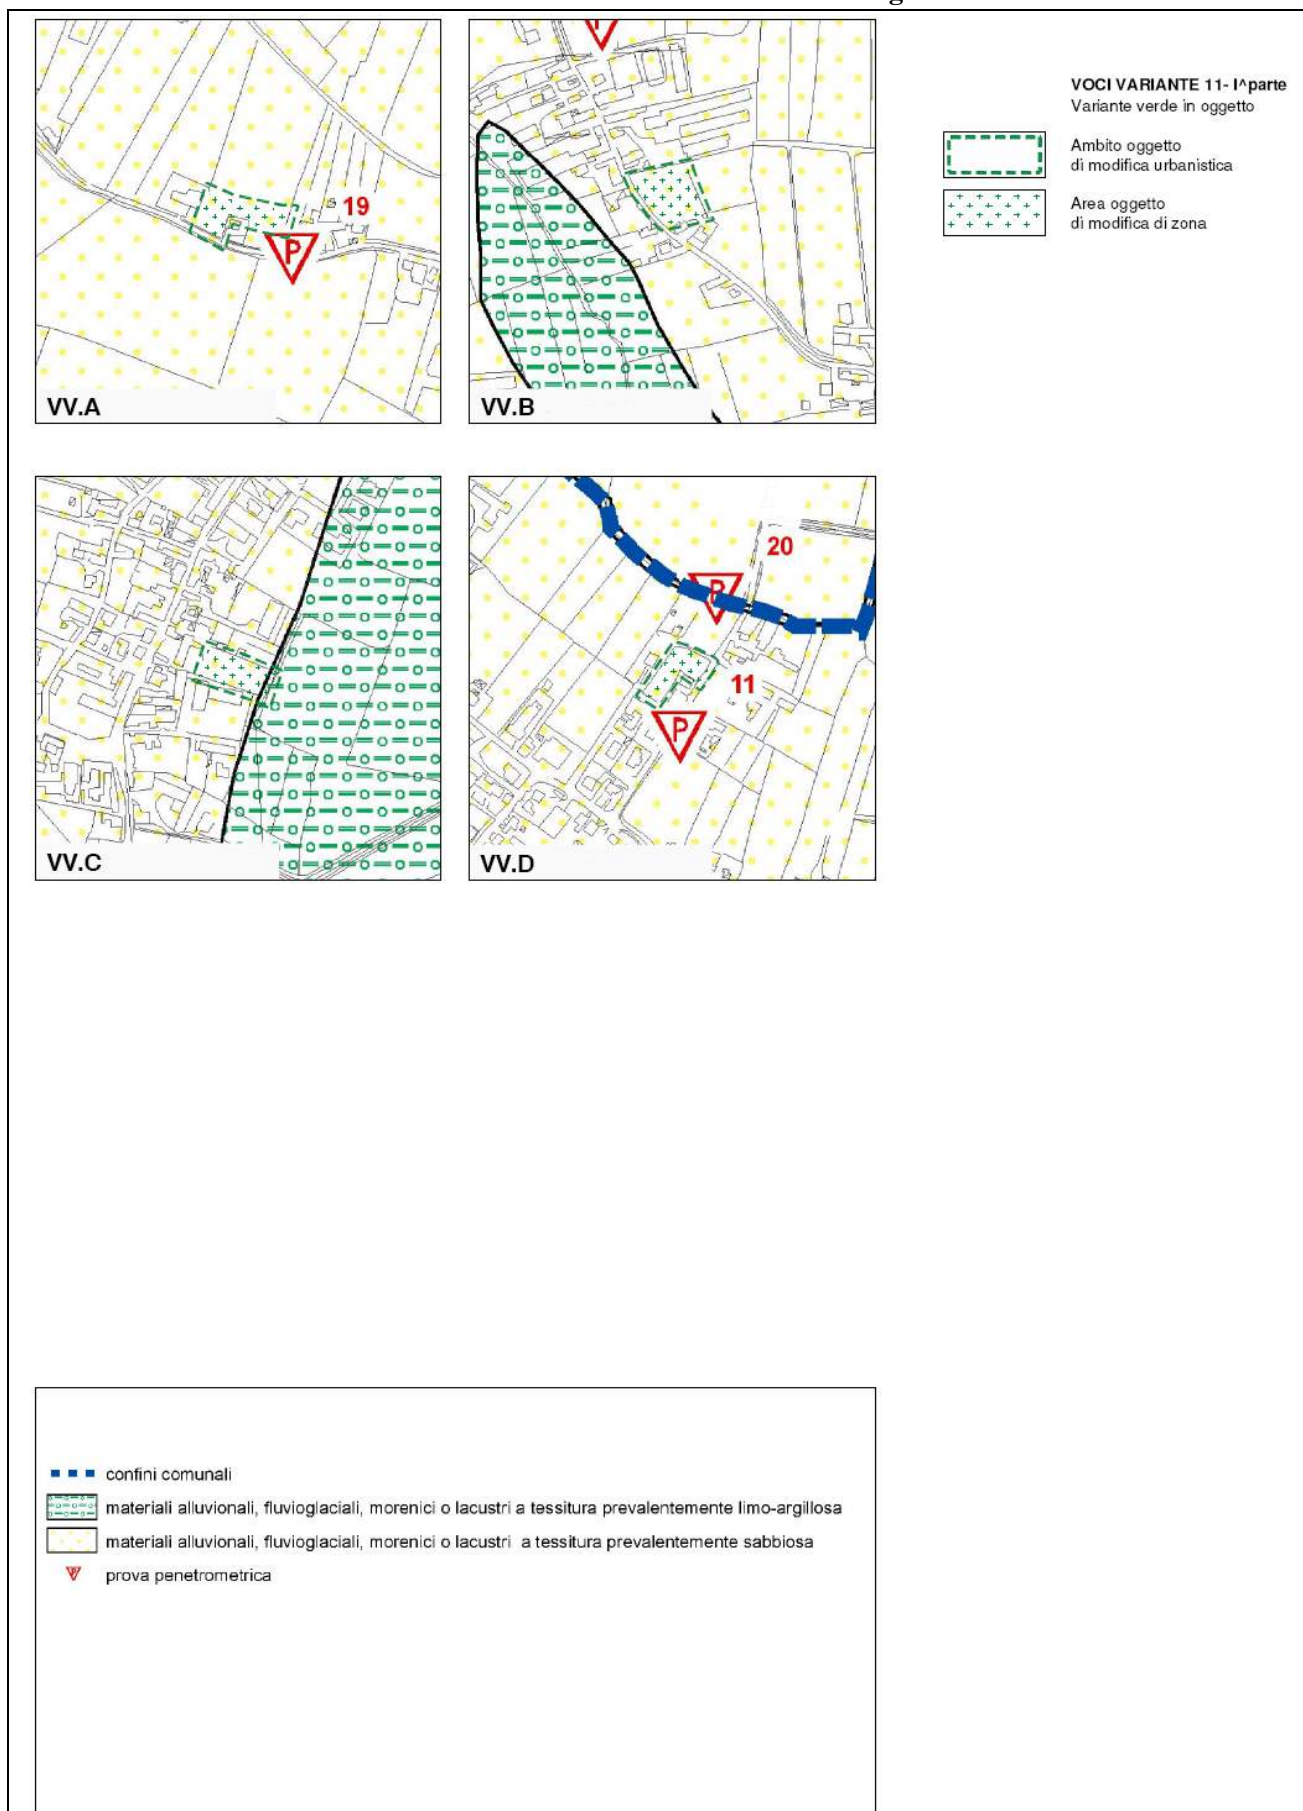 VOCI VARIANTE 11- I^parte
Variante verde in oggetto
Ambito oggetto
di modifica urbanistica
Area oggetto
di modifica di zona
19
P
VV.A
VV.B
VV.C
20
P
11
P
VV.D
confini comunali
materiali alluvionali, fluvioglaciali, morenici o lacustri a tessitura prevalentemente limo-argillosa
materiali alluvionali, fluvioglaciali, morenici o lacustri a tessitura prevalentemente sabbiosa
P prova penetrometrica